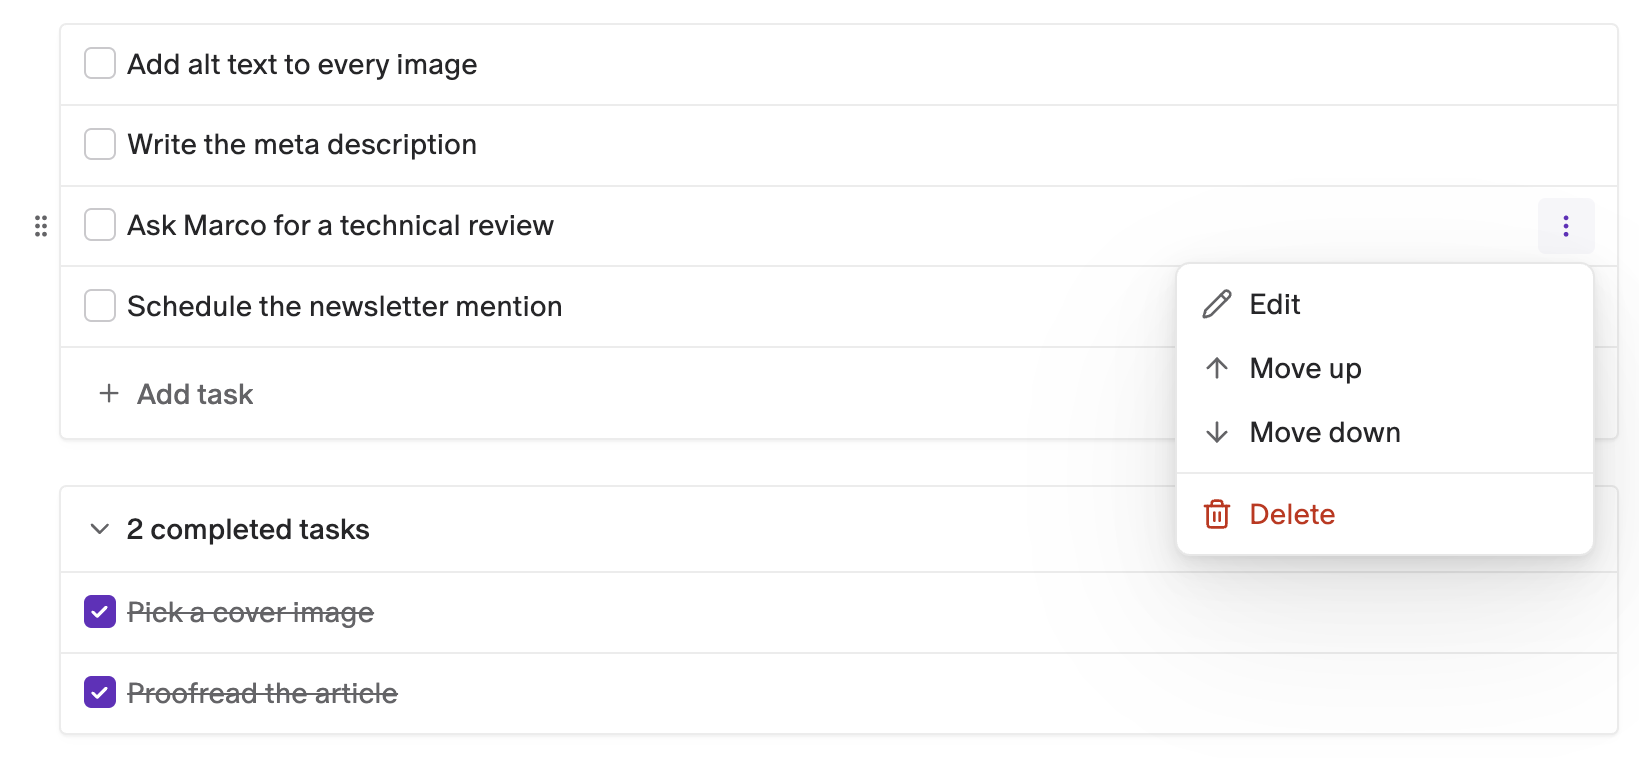 Add alt text to every image
Write the meta description
Ask Marco for a technical review
Schedule the newsletter mention
Add task
Edit
Move up
Move down
Delete
2 completed tasks
Pick a cover image
Proofread the article